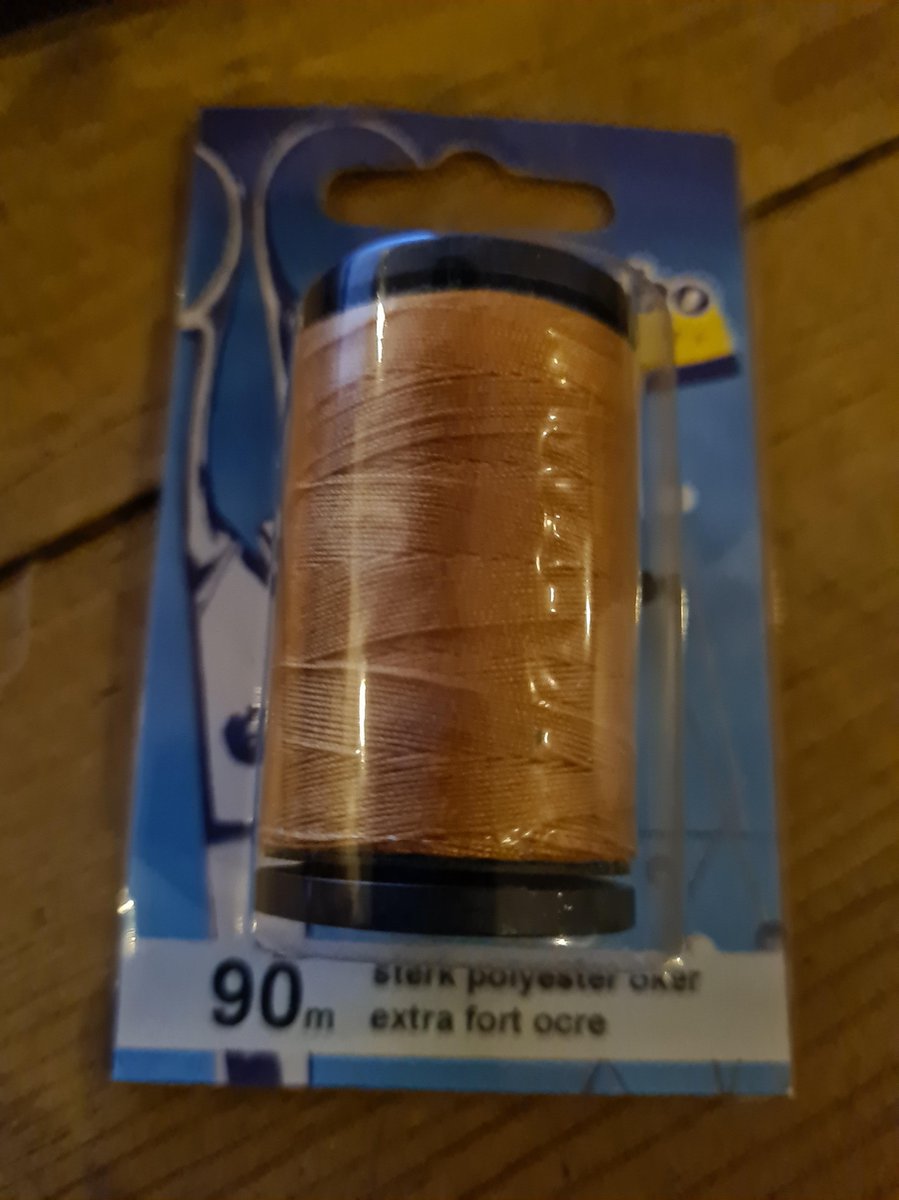 90m
sterk polyester oker
extra fort ocre